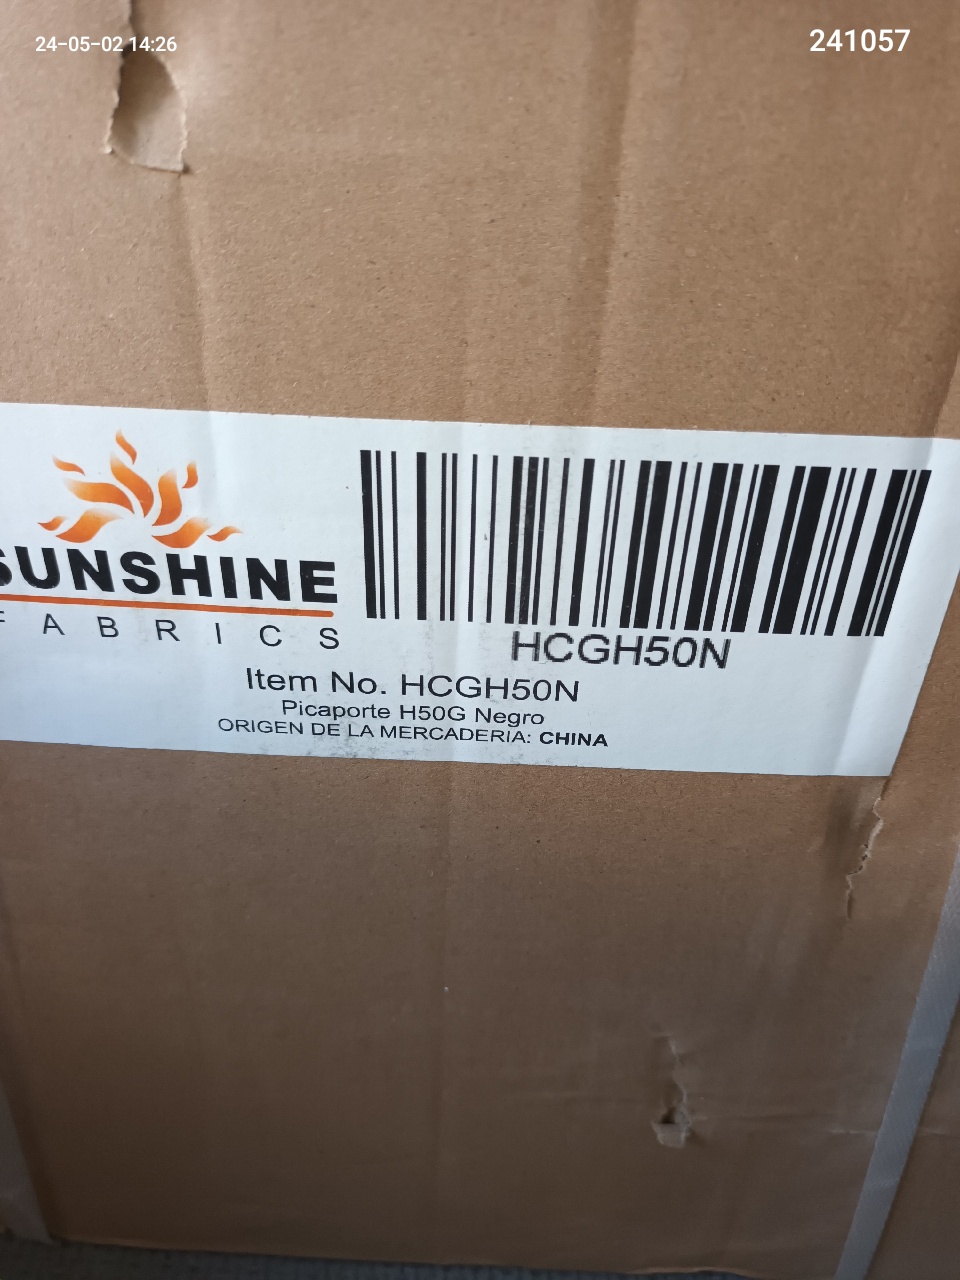 24-05-02 14:26
241057
SUNSHINE
FABRICS
HCGH50N
Item No. HCGH50N
Picaporte H50G Negro
ORIGEN DE LA MERCADERIA: CHINA